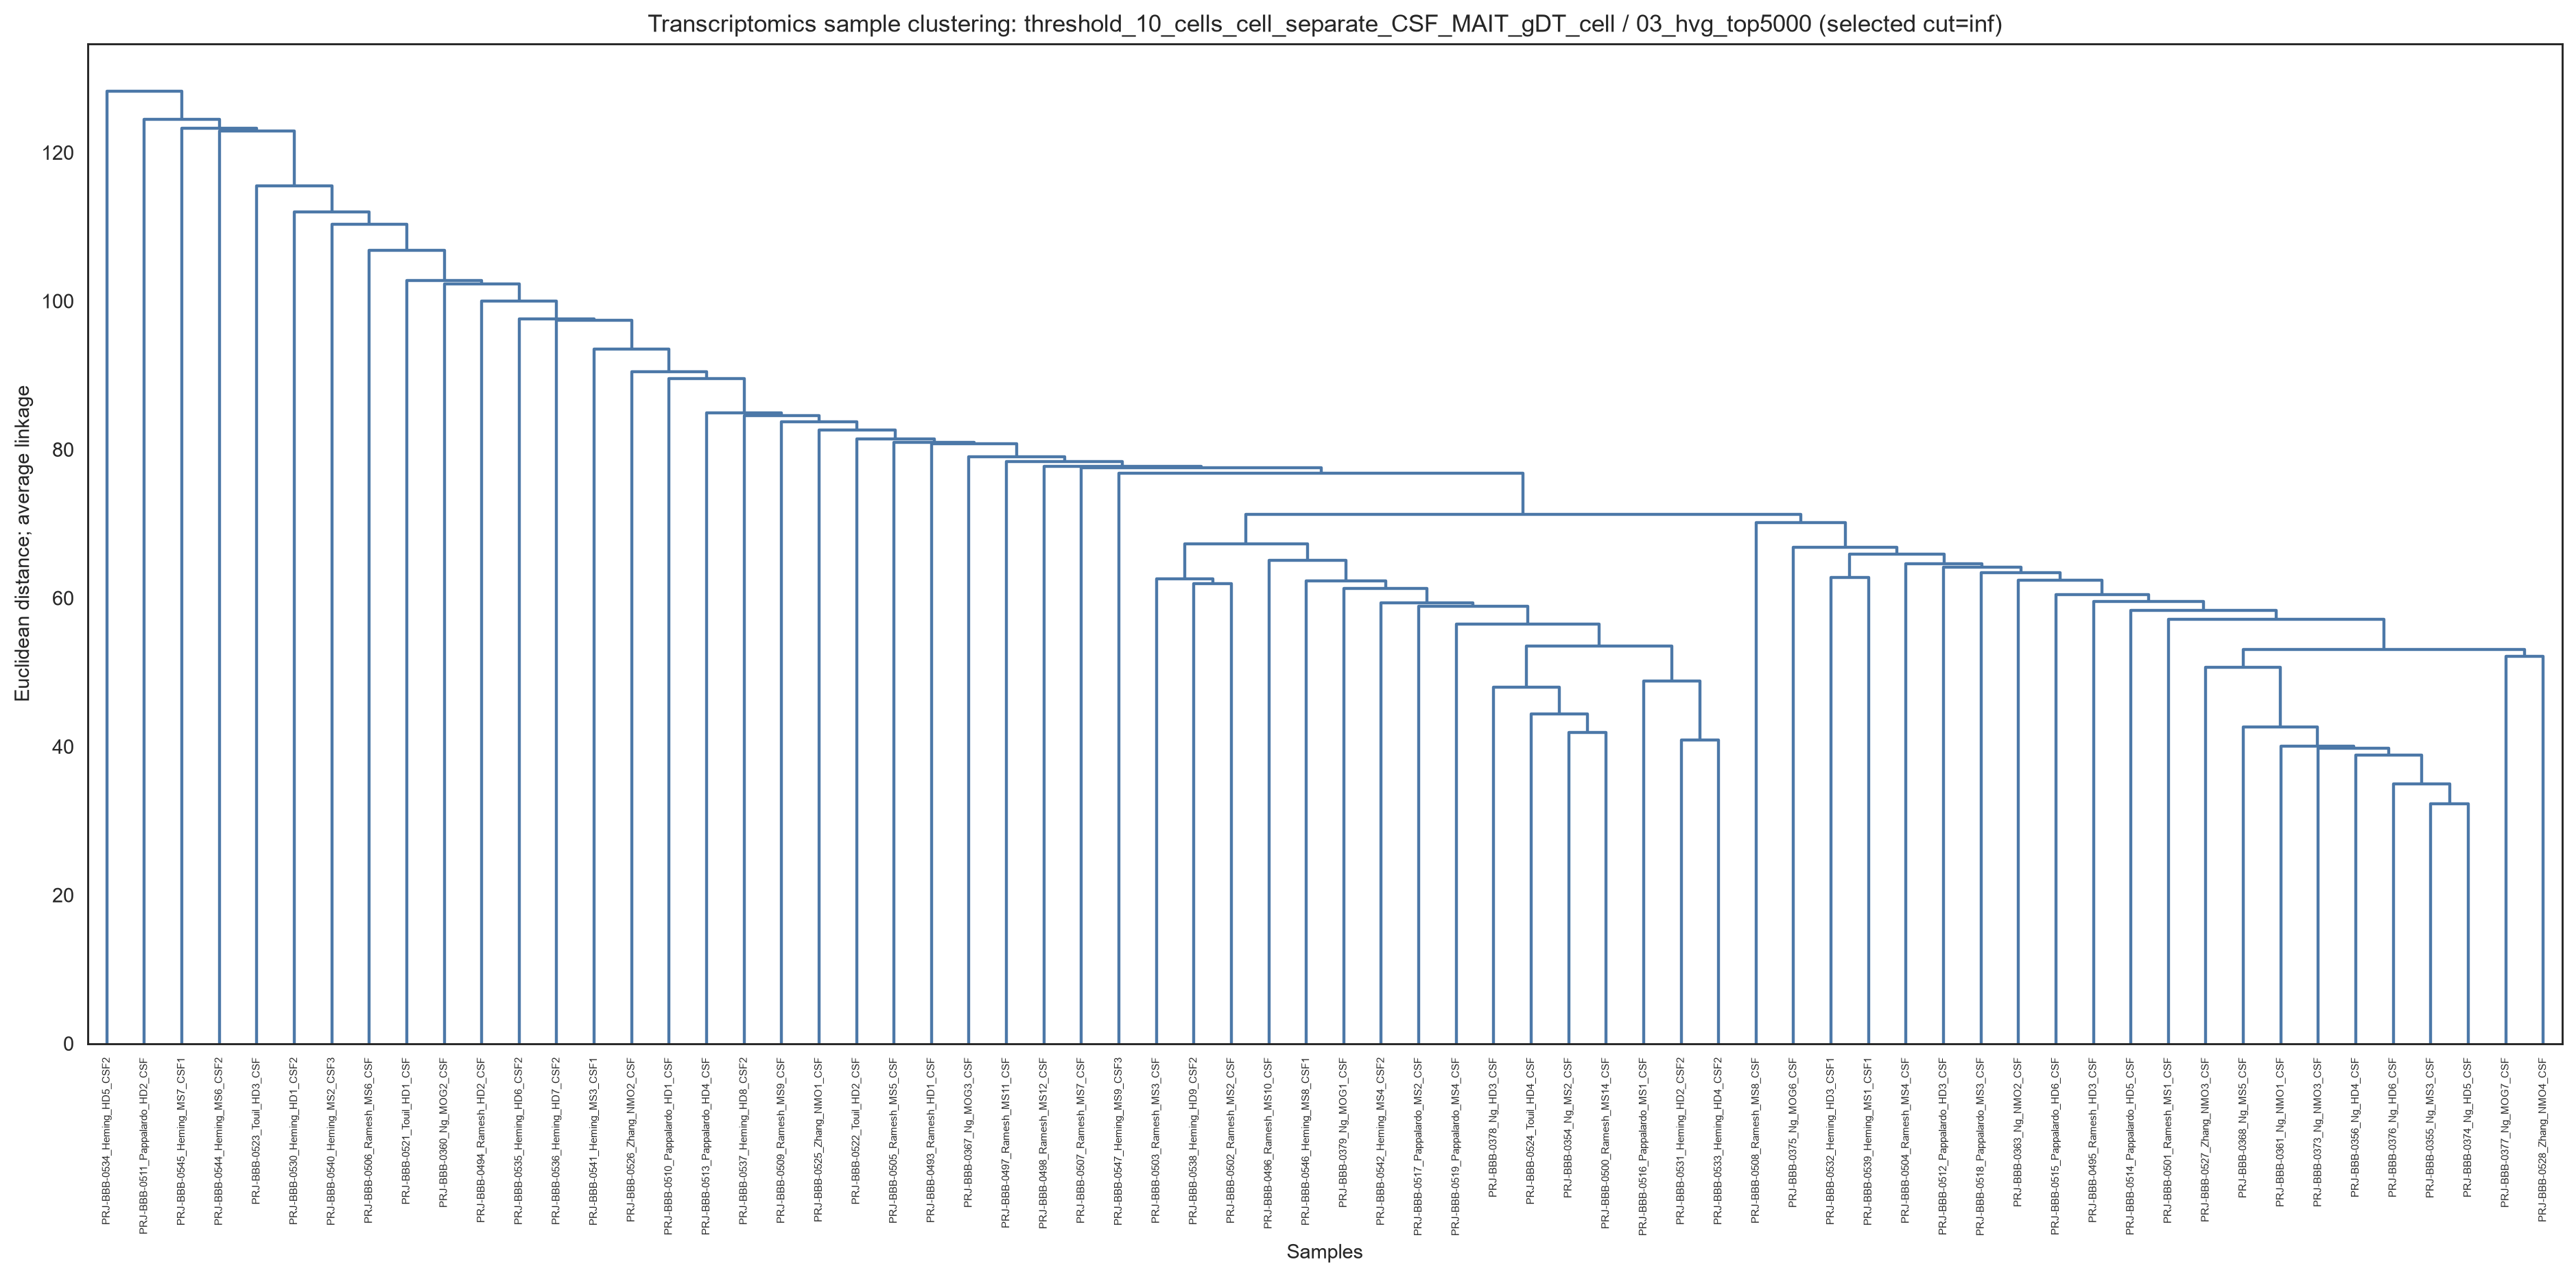 Transcriptomics sample clustering: threshold_10_cells_cell_separate_CSF_MAIT_gDT_cell / 03_hvg_top5000 (selected cut=inf)
Euclidean distance; average linkage
120
100
80
60
40
20
0
PRJ-BBB-0534_Heming_HD5_CSF2
PRJ-BBB-0511_Pappalardo_HD2_CSF
PRJ-BBB-0545_Heming_MS7_CSF1
PRJ-BBB-0544_Heming_MS6_CSF2
PRJ-BBB-0523_Touil_HD3_CSF
PRJ-BBB-0530_Heming_HD1_CSF2
PRJ-BBB-0540_Heming_MS2_CSF3
PRJ-BBB-0506_Ramesh_MS6_CSF
PRJ-BBB-0521_Touil_HD1_CSF
PRJ-BBB-0360_Ng_MOG2_CSF
PRJ-BBB-0494_Ramesh_HD2_CSF
PRJ-BBB-0535_Heming_HD6_CSF2
PRJ-BBB-0536_Heming_HD7_CSF2
PRJ-BBB-0541_Heming_MS3_CSF1
PRJ-BBB-0526_Zhang_NMO2_CSF
PRJ-BBB-0510_Pappalardo_HD1_CSF
PRJ-BBB-0513_Pappalardo_HD4_CSF
PRJ-BBB-0537_Heming_HD8_CSF2
PRJ-BBB-0509_Ramesh_MS9_CSF
PRJ-BBB-0525_Zhang_NMO1_CSF
PRJ-BBB-0522_Touil_HD2_CSF
PRJ-BBB-0505_Ramesh_MS5_CSF
PRJ-BBB-0493_Ramesh_HD1_CSF
PRJ-BBB-0367_Ng_MOG3_CSF
PRJ-BBB-0497_Ramesh_MS11_CSF
PRJ-BBB-0498_Ramesh_MS12_CSF
PRJ-BBB-0507_Ramesh_MS7_CSF
PRJ-BBB-0547_Heming_MS9_CSF3
PRJ-BBB-0503_Ramesh_MS3_CSF
PRJ-BBB-0538_Heming_HD9_CSF2
PRJ-BBB-0502_Ramesh_MS2_CSF
PRJ-BBB-0496_Ramesh_MS10_CSF
PRJ-BBB-0546_Heming_MS8_CSF1
PRJ-BBB-0379_Ng_MOG1_CSF
PRJ-BBB-0542_Heming_MS4_CSF2
PRJ-BBB-0517_Pappalardo_MS2_CSF
PRJ-BBB-0519_Pappalardo_MS4_CSF
PRJ-BBB-0378_Ng_HD3_CSF
PRJ-BBB-0524_Touil_HD4_CSF
PRJ-BBB-0354_Ng_MS2_CSF
PRJ-BBB-0500_Ramesh_MS14_CSF
PRJ-BBB-0516_Pappalardo_MS1_CSF
PRJ-BBB-0531_Heming_HD2_CSF2
PRJ-BBB-0533_Heming_HD4_CSF2
PRJ-BBB-0508_Ramesh_MS8_CSF
PRJ-BBB-0375_Ng_MOG6_CSF
PRJ-BBB-0532_Heming_HD3_CSF1
PRJ-BBB-0539_Heming_MS1_CSF1
PRJ-BBB-0504_Ramesh_MS4_CSF
PRJ-BBB-0512_Pappalardo_HD3_CSF
PRJ-BBB-0518_Pappalardo_MS3_CSF
PRJ-BBB-0363_Ng_NMO2_CSF
PRJ-BBB-0515_Pappalardo_HD6_CSF
PRJ-BBB-0495_Ramesh_HD3_CSF
PRJ-BBB-0514_Pappalardo_HD5_CSF
PRJ-BBB-0501_Ramesh_MS1_CSF
PRJ-BBB-0527_Zhang_NMO3_CSF
PRJ-BBB-0368_Ng_MS5_CSF
PRJ-BBB-0361_Ng_NMO1_CSF
PRJ-BBB-0373_Ng_NMO3_CSF
PRJ-BBB-0356_Ng_HD4_CSF
PRJ-BBB-0376_Ng_HD6_CSF
PRJ-BBB-0355_Ng_MS3_CSF
PRJ-BBB-0374_Ng_HD5_CSF
PRJ-BBB-0377_Ng_MOG7_CSF
PRJ-BBB-0528_Zhang_NMO4_CSF
Samples